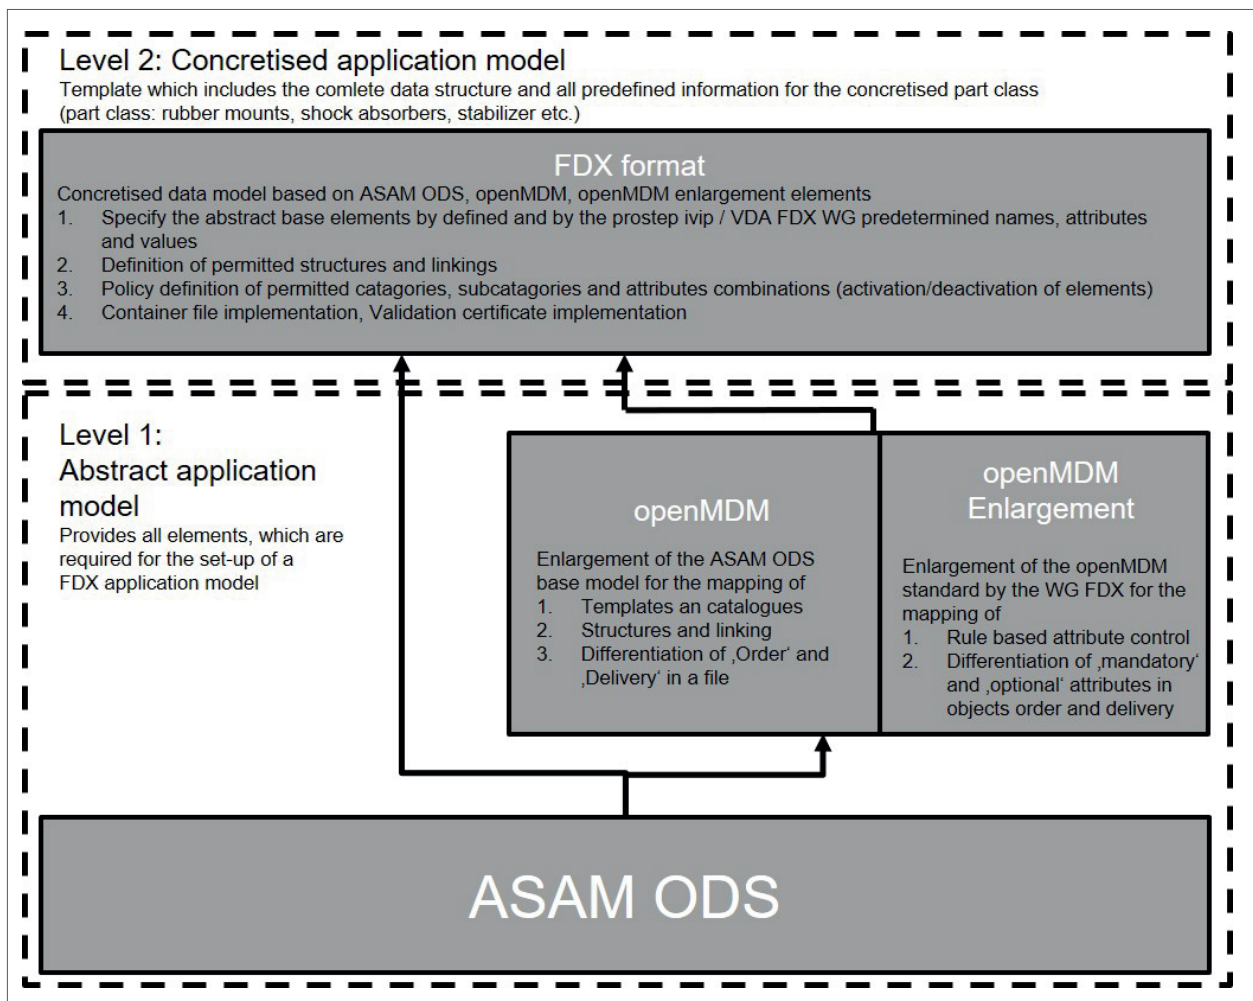 Level 2: Concretised application model
Template which includes the comlete data structure and all predefined information for the concretised part class
(part class: rubber mounts, shock absorbers, stabilizer etc.)
FDX format
Concretised data model based on ASAM ODS, openMDM, openMDM enlargement elements
1. Specify the abstract base elements by defined and by the prostep ivip / VDA FDX WG predetermined names, attributes
and values
2. Definition of permitted structures and linkings
3. Policy definition of permitted catagories, subcatagories and attributes combinations (activation/deactivation of elements)
4. Container file implementation, Validation certificate implementation
Level 1:
Abstract application
model
Provides all elements, which are
required for the set-up of a
FDX application model
openMDM
Enlargement of the ASAM ODS
base model for the mapping of
1. Templates an catalogues
2. Structures and linking
3. Differentiation of ‚Order‘ and
‚Delivery‘ in a file
openMDM
Enlargement
Enlargement of the openMDM
standard by the WG FDX for the
mapping of
1. Rule based attribute control
2. Differentiation of ‚mandatory‘
and ‚optional‘ attributes in
objects order and delivery
ASAM ODS